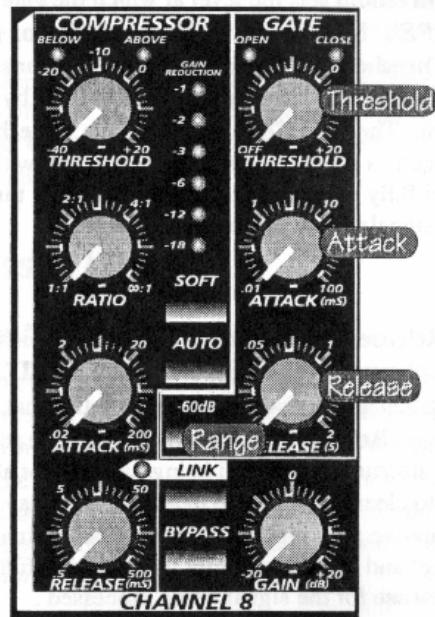 COMPRESSOR
BELOW
-10
ABOVE
-20
0
-40
+20
THRESHOLD
2:1
4:1
1:1
∞:1
RATIO
2
20
.02
200
ATTACK (mS)
5
50
5
500
RELEASE (mS)
GAIN
REDUCTION
-1
-2
-3
-6
-12
-18
SOFT
AUTO
-60dB
Range
LINK
BYPASS
GATE
OPEN
CLOSE
0
Threshold
OFF
+20
THRESHOLD
1
10
Attack
.01
100
ATTACK (mS)
.05
1
Release
2
ELEASE (S)
0
-20
+20
GAIN (dB)
CHANNEL 8